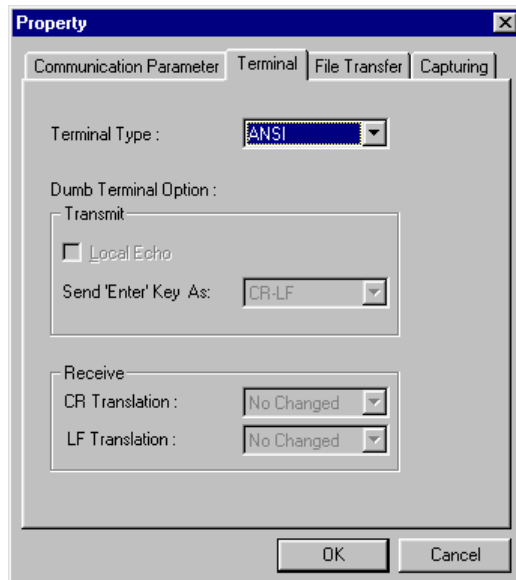 Property
Communication Parameter Terminal File Transfer Capturing
Terminal Type : ANSI
Dumb Terminal Option :
Transmit
Local Echo
Send 'Enter' Key As: CR-LF
Receive
CR Translation : No Changed
LF Translation : No Changed
OK Cancel